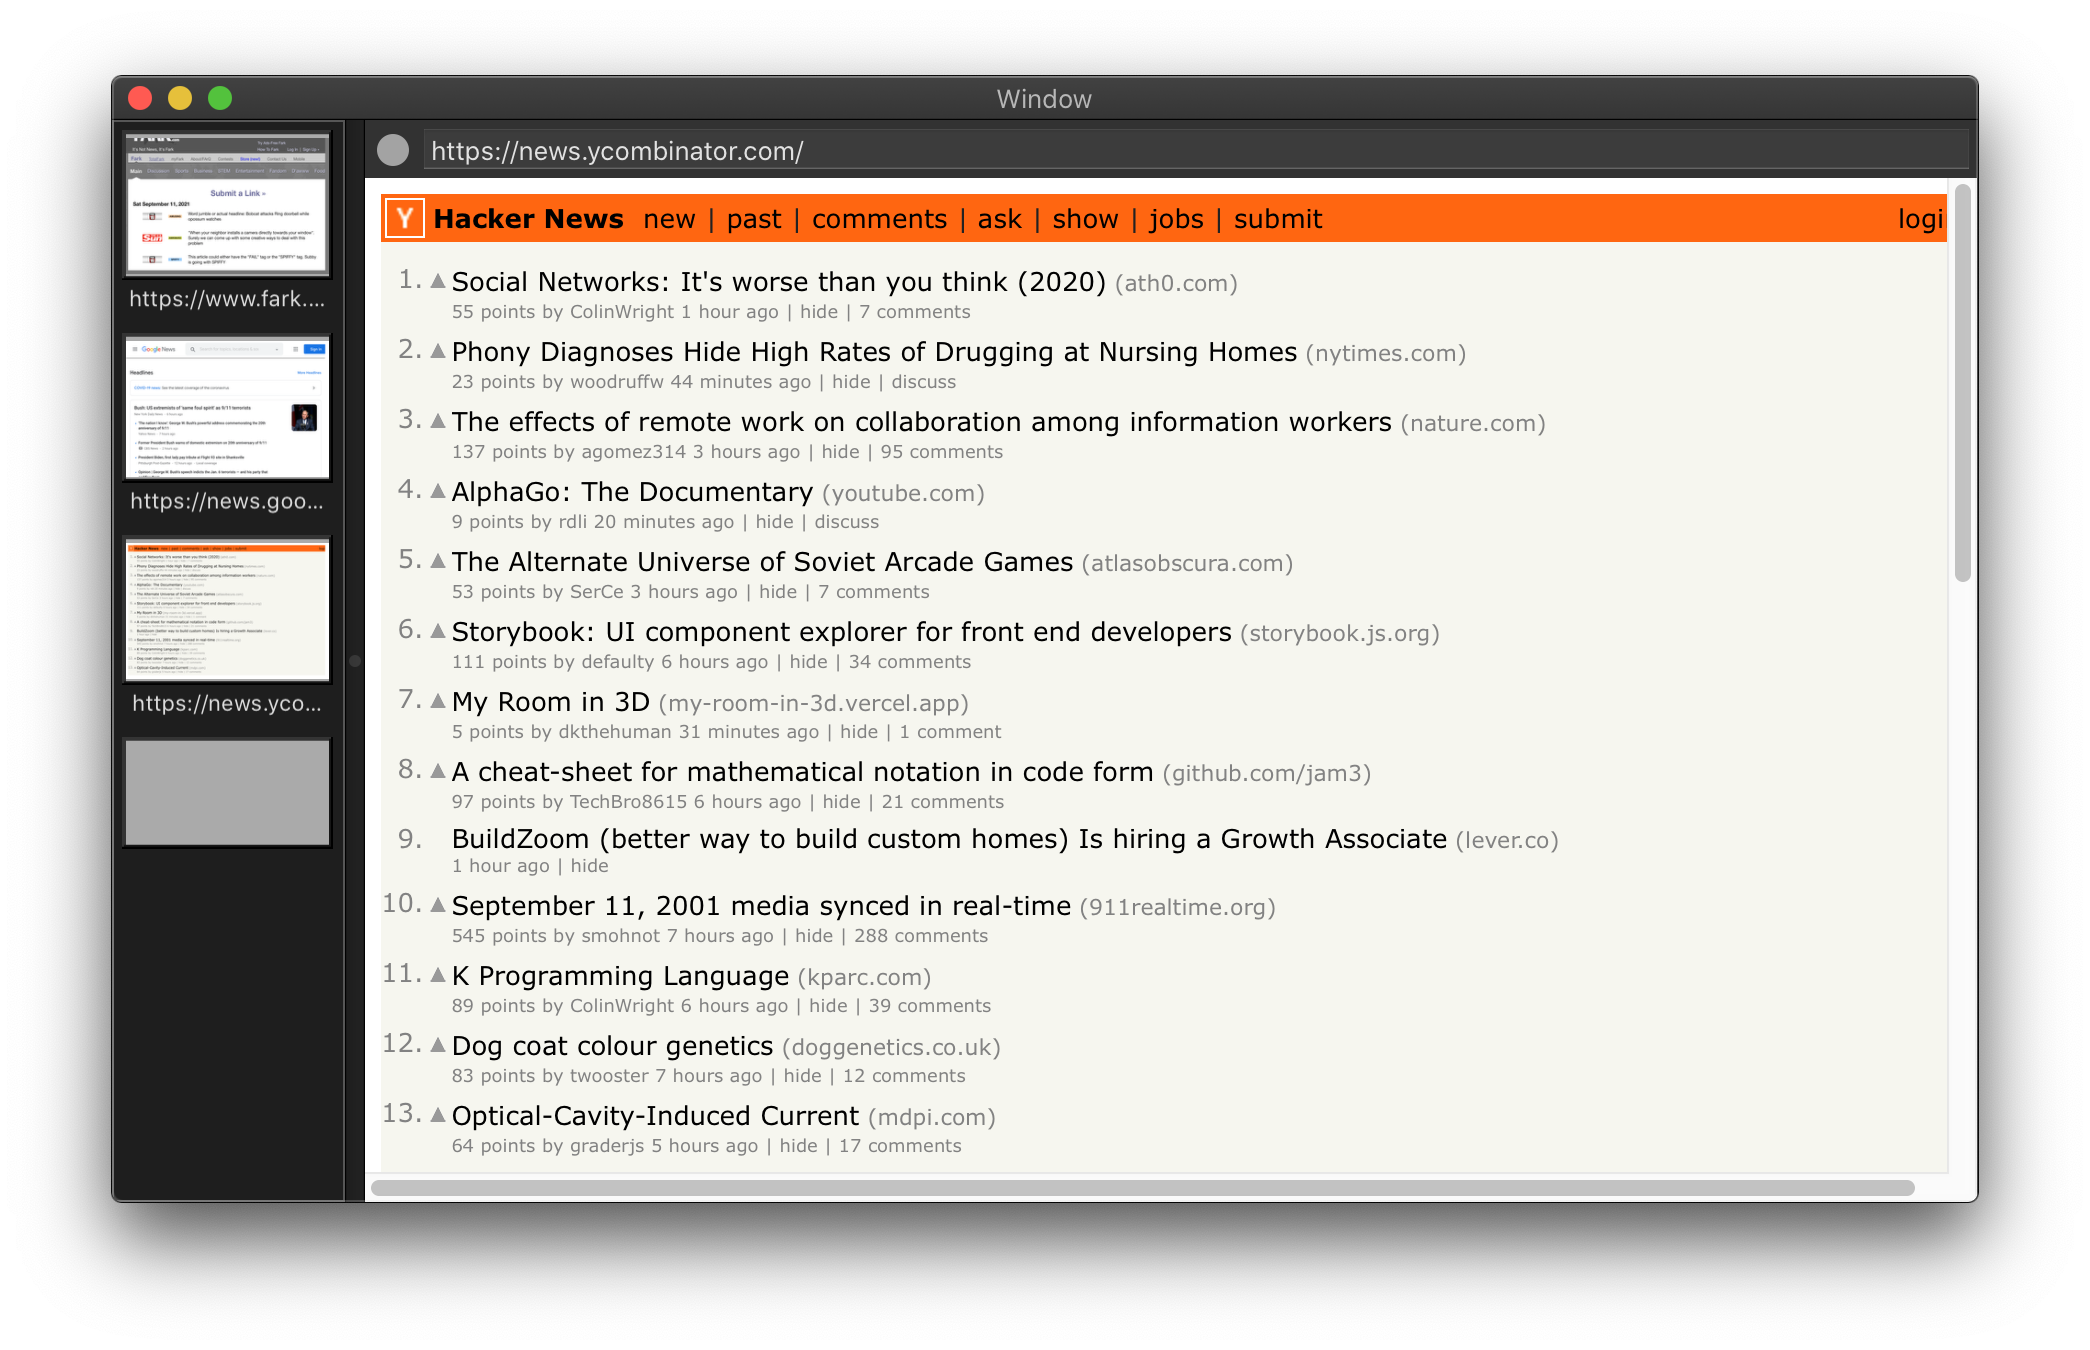 Window
It's Not News, It's Fark
Submit a Link »
Sat September 11, 2021
https://www.fark....
Google News
Headlines
https://news.goo...
https://news.yco...
https://news.ycombinator.com/
Y Hacker News new | past | comments | ask | show | jobs | submit logi
1. ▲ Social Networks: It's worse than you think (2020) (ath0.com)
55 points by ColinWright 1 hour ago | hide | 7 comments
2. ▲ Phony Diagnoses Hide High Rates of Drugging at Nursing Homes (nytimes.com)
23 points by woodruffw 44 minutes ago | hide | discuss
3. ▲ The effects of remote work on collaboration among information workers (nature.com)
137 points by agomez314 3 hours ago | hide | 95 comments
4. ▲ AlphaGo: The Documentary (youtube.com)
9 points by rdli 20 minutes ago | hide | discuss
5. ▲ The Alternate Universe of Soviet Arcade Games (atlasobscura.com)
53 points by SerCe 3 hours ago | hide | 7 comments
6. ▲ Storybook: UI component explorer for front end developers (storybook.js.org)
111 points by defaulty 6 hours ago | hide | 34 comments
7. ▲ My Room in 3D (my-room-in-3d.vercel.app)
5 points by dkthehuman 31 minutes ago | hide | 1 comment
8. ▲ A cheat-sheet for mathematical notation in code form (github.com/jam3)
97 points by TechBro8615 6 hours ago | hide | 21 comments
9. BuildZoom (better way to build custom homes) Is hiring a Growth Associate (lever.co)
1 hour ago | hide
10. ▲ September 11, 2001 media synced in real-time (911realtime.org)
545 points by smohnot 7 hours ago | hide | 288 comments
11. ▲ K Programming Language (kparc.com)
89 points by ColinWright 6 hours ago | hide | 39 comments
12. ▲ Dog coat colour genetics (doggenetics.co.uk)
83 points by twooster 7 hours ago | hide | 12 comments
13. ▲ Optical-Cavity-Induced Current (mdpi.com)
64 points by graderjs 5 hours ago | hide | 17 comments